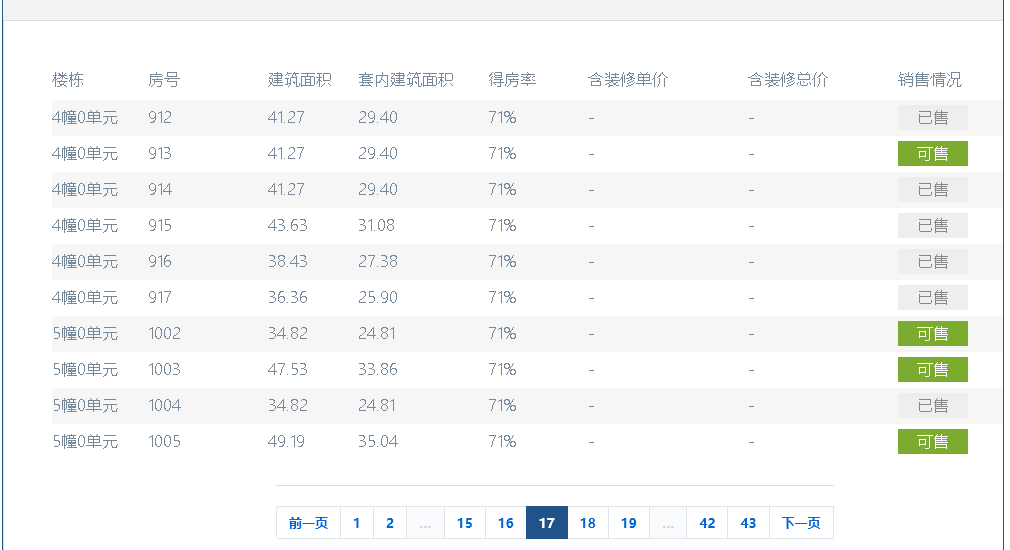 楼栋 房号 建筑面积 套内建筑面积 得房率 含装修单价 含装修总价 销售情况
4幢0单元 912 41.27 29.40 71% - - 已售
4幢0单元 913 41.27 29.40 71% - - 可售
4幢0单元 914 41.27 29.40 71% - - 已售
4幢0单元 915 43.63 31.08 71% - - 已售
4幢0单元 916 38.43 27.38 71% - - 已售
4幢0单元 917 36.36 25.90 71% - - 已售
5幢0单元 1002 34.82 24.81 71% - - 可售
5幢0单元 1003 47.53 33.86 71% - - 可售
5幢0单元 1004 34.82 24.81 71% - - 已售
5幢0单元 1005 49.19 35.04 71% - - 可售
前一页 1 2 ... 15 16 17 18 19 ... 42 43 下一页